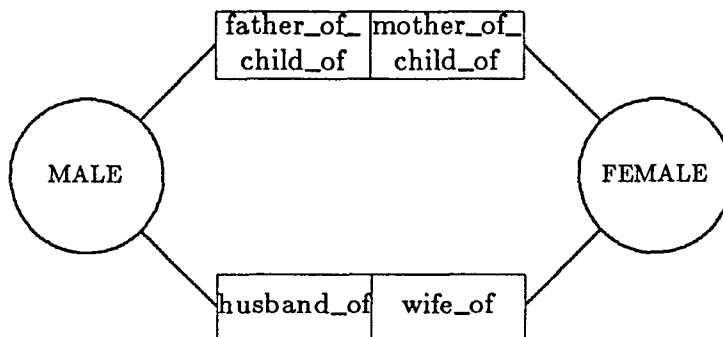 father_of_ mother_of_
child_of child_of
MALE FEMALE
husband_of wife_of